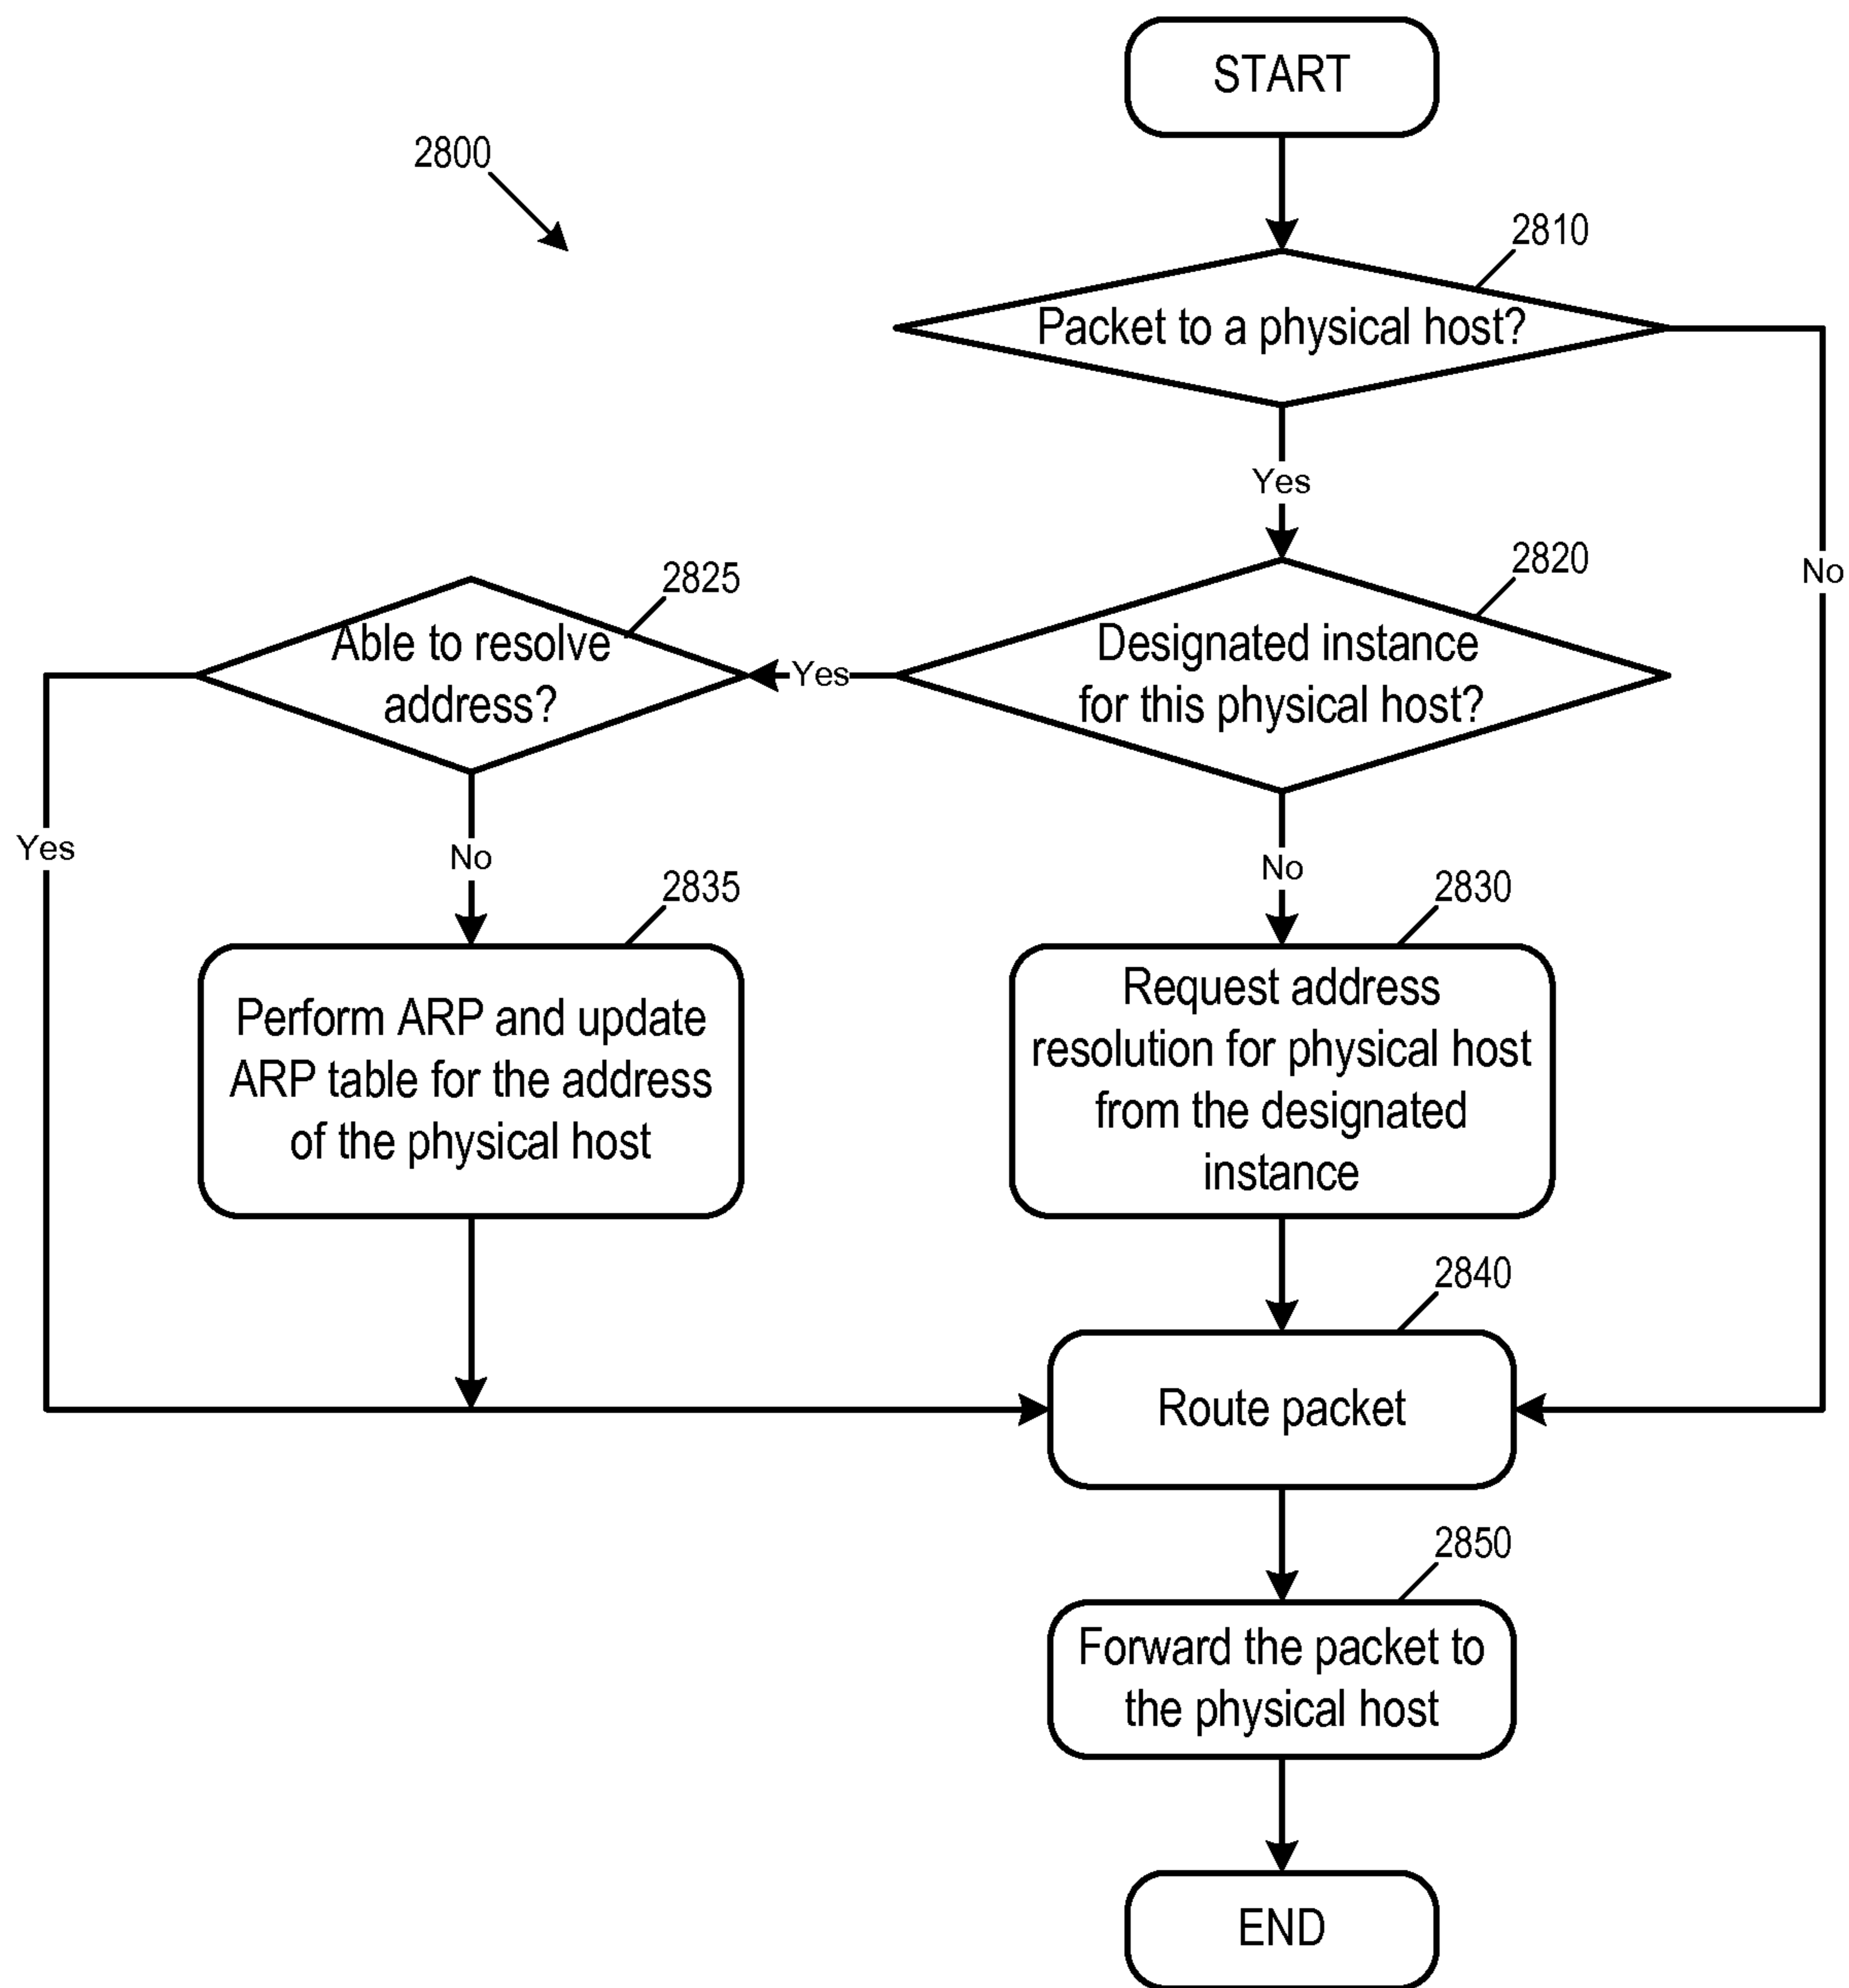 START
2800
2810
Packet to a physical host?
Yes
No
2820
Designated instance
for this physical host?
Yes
2825
Able to resolve
address?
Yes
No
No
2835
Perform ARP and update
ARP table for the address
of the physical host
2830
Request address
resolution for physical host
from the designated
instance
2840
Route packet
2850
Forward the packet to
the physical host
END